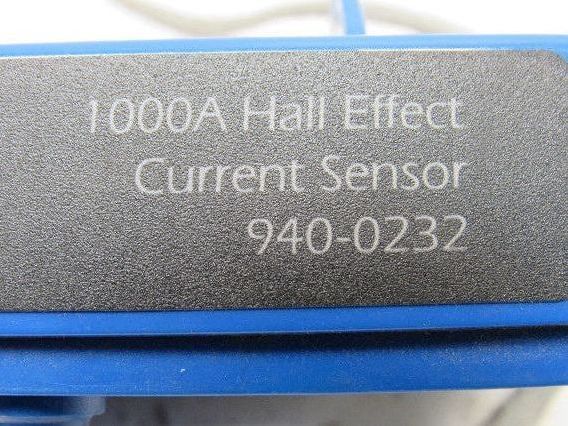 1000A Hall Effect
Current Sensor
940-0232